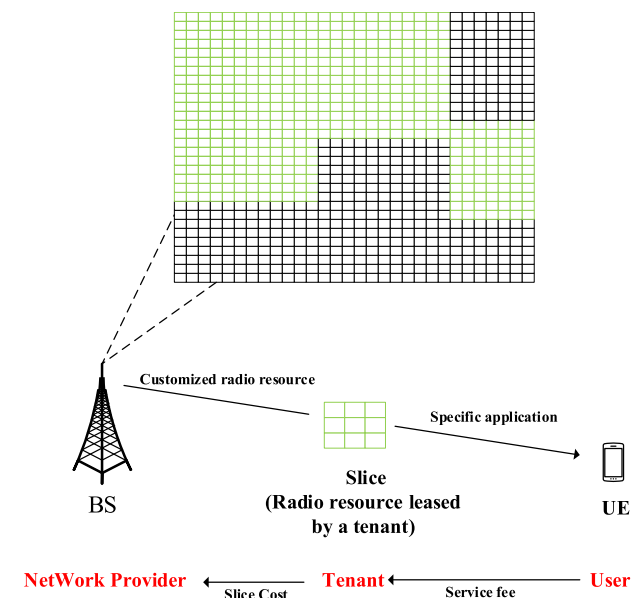 Customized radio resource
Specific application
BS
Slice
(Radio resource leased
by a tenant)
UE
NetWork Provider
Slice Cost
Tenant
Service fee
User